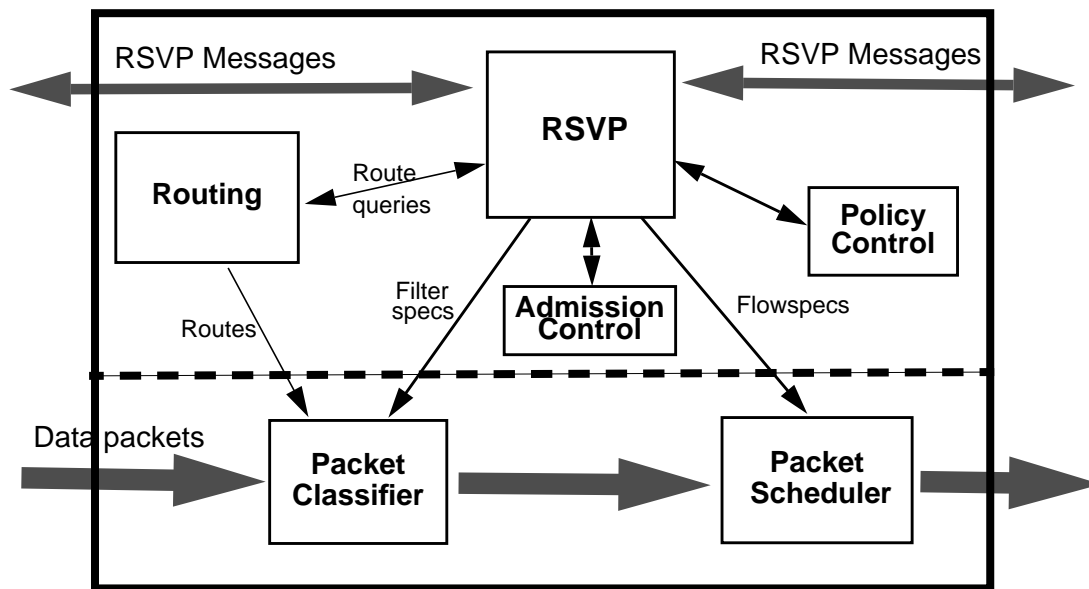 RSVP Messages
RSVP Messages
RSVP
Routing
Route
queries
Policy
Control
Filter
specs
Admission
Control
Flowspecs
Routes
Data packets
Packet
Classifier
Packet
Scheduler